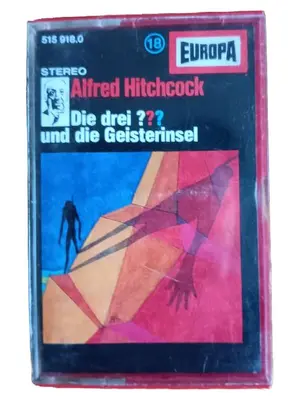 515 918.0
18
EUROPA
STEREO
Alfred Hitchcock
Die drei ???
und die Geisterinsel